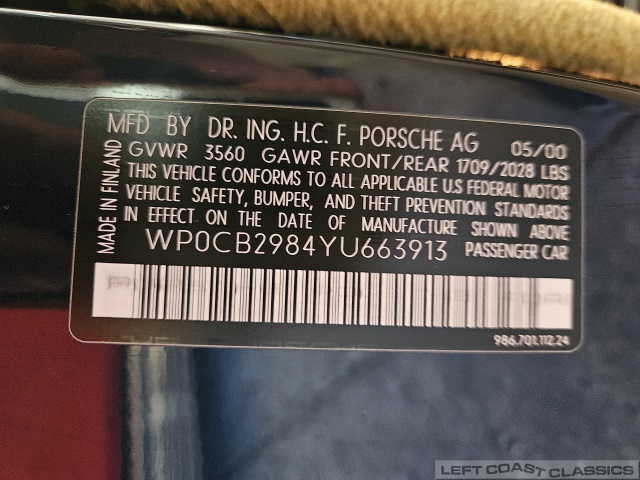 MFD BY DR. ING. H.C. F. PORSCHE AG 05/00
GVWR 3560 GAWR FRONT/REAR 1709/2028 LBS
THIS VEHICLE CONFORMS TO ALL APPLICABLE U.S FEDERAL MOTOR
VEHICLE SAFETY, BUMPER, AND THEFT PREVENTION STANDARDS
IN EFFECT ON THE DATE OF MANUFACTURE SHOWN ABOVE
WP0CB2984YU663913 PASSENGER CAR
MADE IN FINLAND
986.701.112.24
LEFT COAST CLASSICS